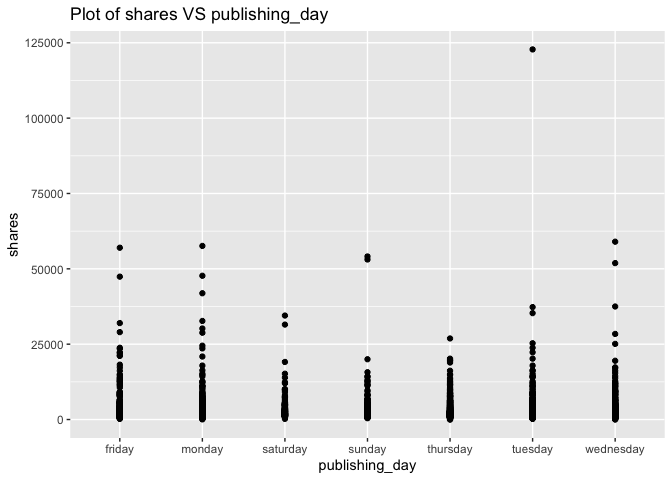 Plot of shares VS publishing_day
125000
100000
75000
50000
25000
0
shares
friday monday saturday sunday thursday tuesday wednesday
publishing_day